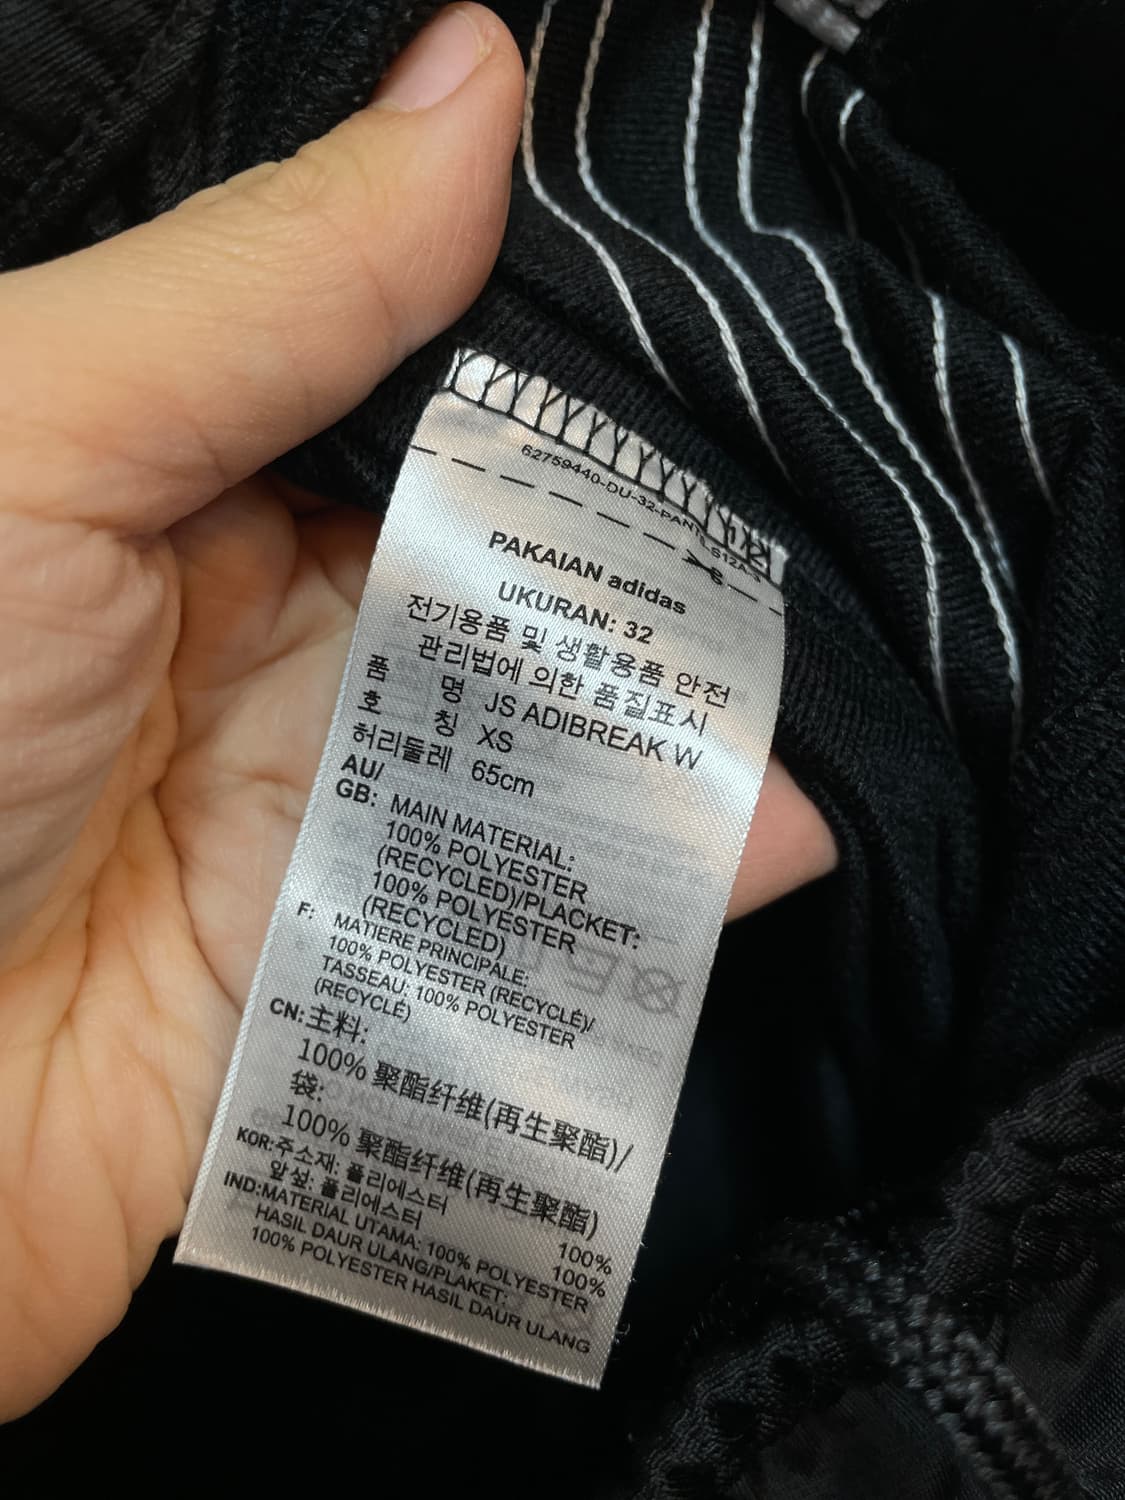 62759440-DU-32-PANTS-S12A-3
PAKAIAN adidas
UKURAN: 32
전기용품 및 생활용품 안전
관리법에 의한 품질표시
품 명 JS ADIBREAK W
호 칭 XS
허리둘레 65cm
AU/
GB: MAIN MATERIAL:
100% POLYESTER
(RECYCLED)/PLACKET:
100% POLYESTER
(RECYCLED)
F: MATIERE PRINCIPALE:
100% POLYESTER (RECYCLÉ)/
TASSEAU: 100% POLYESTER
(RECYCLÉ)
CN: 主料:
100% 聚酯纤维(再生聚酯)/
袋:
100% 聚酯纤维(再生聚酯)
KOR: 주소재: 폴리에스터 100%
앞섶: 폴리에스터 100%
IND: MATERIAL UTAMA: 100% POLYESTER
HASIL DAUR ULANG/PLAKET:
100% POLYESTER HASIL DAUR ULANG